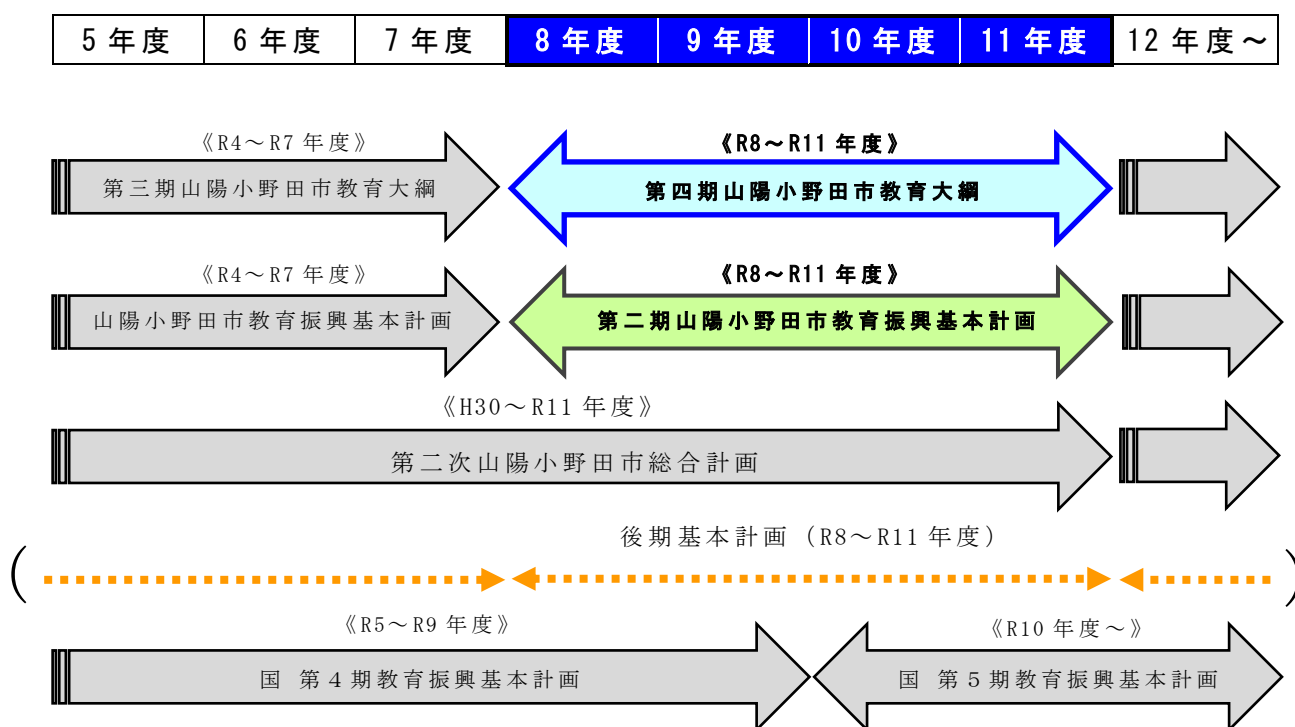 5年度 6年度 7年度 8年度 9年度 10年度 11年度 12年度～
《R4～R7年度》 《R8～R11年度》
第三期山陽小野田市教育大綱 第四期山陽小野田市教育大綱
《R4～R7年度》 《R8～R11年度》
山陽小野田市教育振興基本計画 第二期山陽小野田市教育振興基本計画
《H30～R11年度》
第二次山陽小野田市総合計画
後期基本計画（R8～R11年度）
( )
《R5～R9年度》 《R10年度～》
国 第４期教育振興基本計画 国 第５期教育振興基本計画